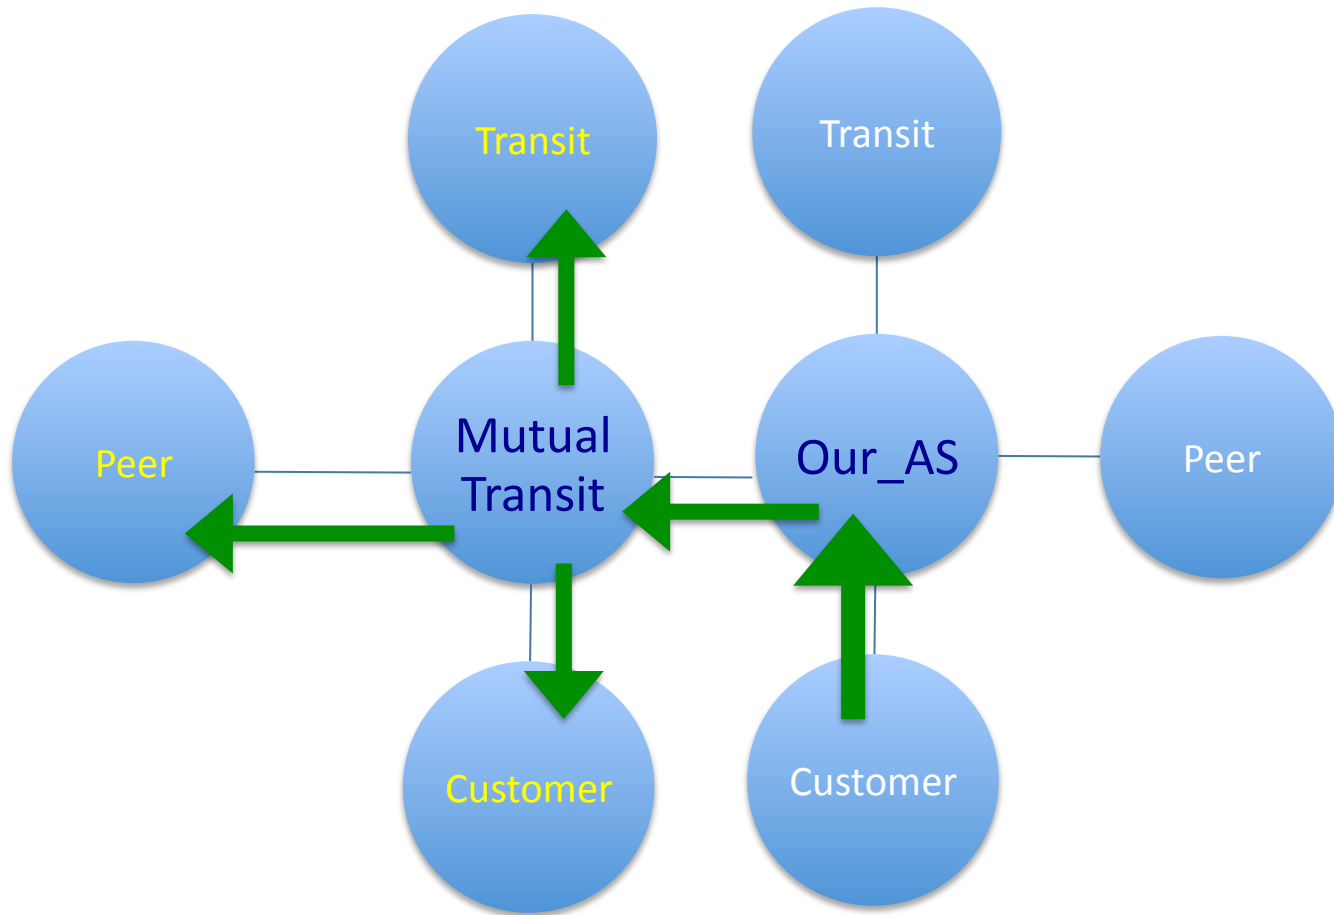 Transit
Transit
Peer
Mutual
Transit
Our_AS
Peer
Customer
Customer